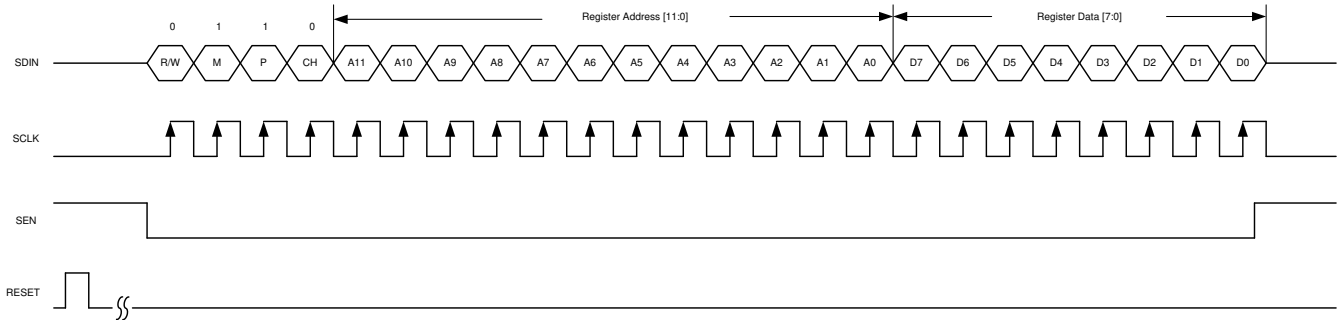 0 1 1 0 Register Address [11:0] Register Data [7:0]
SDIN R/W M P CH A11 A10 A9 A8 A7 A6 A5 A4 A3 A2 A1 A0 D7 D6 D5 D4 D3 D2 D1 D0
SCLK
SEN
RESET